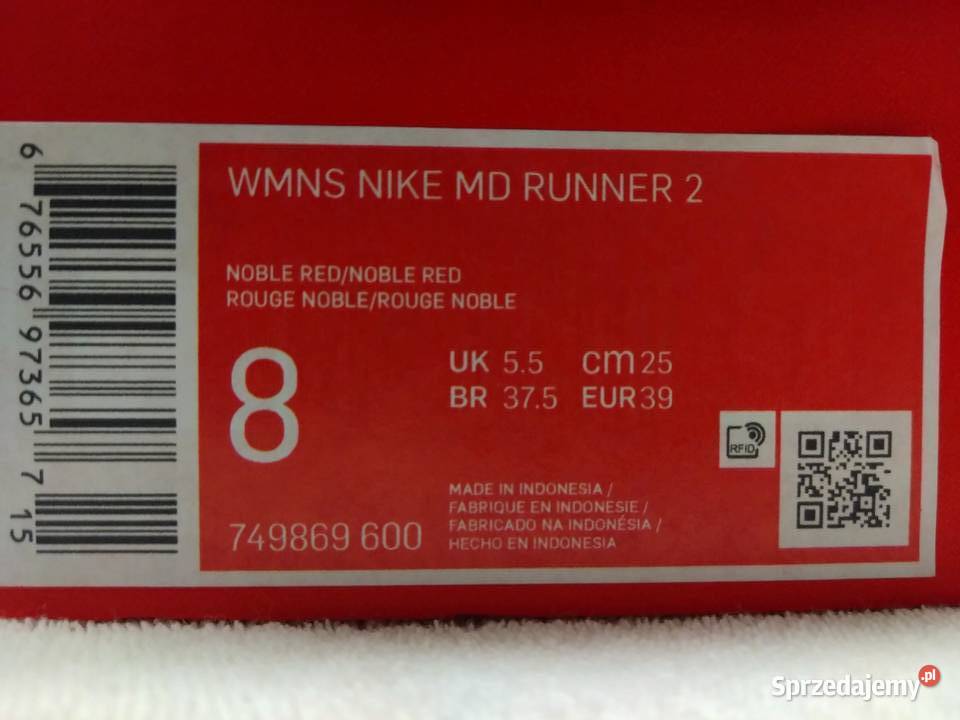 WMNS NIKE MD RUNNER 2
NOBLE RED/NOBLE RED
ROUGE NOBLE/ROUGE NOBLE
8
UK 5.5 cm 25
BR 37.5 EUR 39
RFID
749869 600
MADE IN INDONESIA /
FABRIQUE EN INDONESIE /
FABRICADO NA INDONÉSIA /
HECHO EN INDONESIA
6 76556 97365 7 15
Sprzedajemy.pl